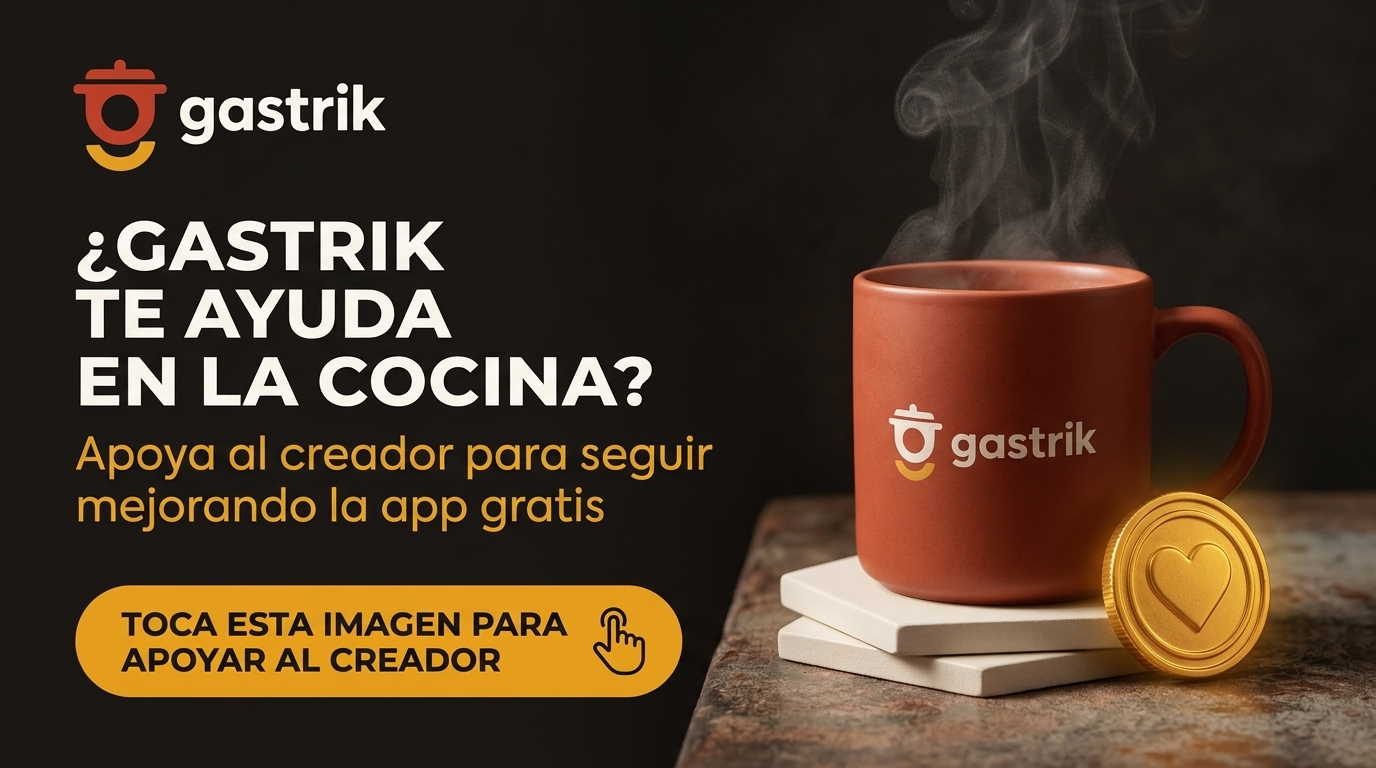 gastrik
¿GASTRIK
TE AYUDA
EN LA COCINA?
Apoya al creador para seguir
mejorando la app gratis
TOCA ESTA IMAGEN PARA
APOYAR AL CREADOR
gastrik